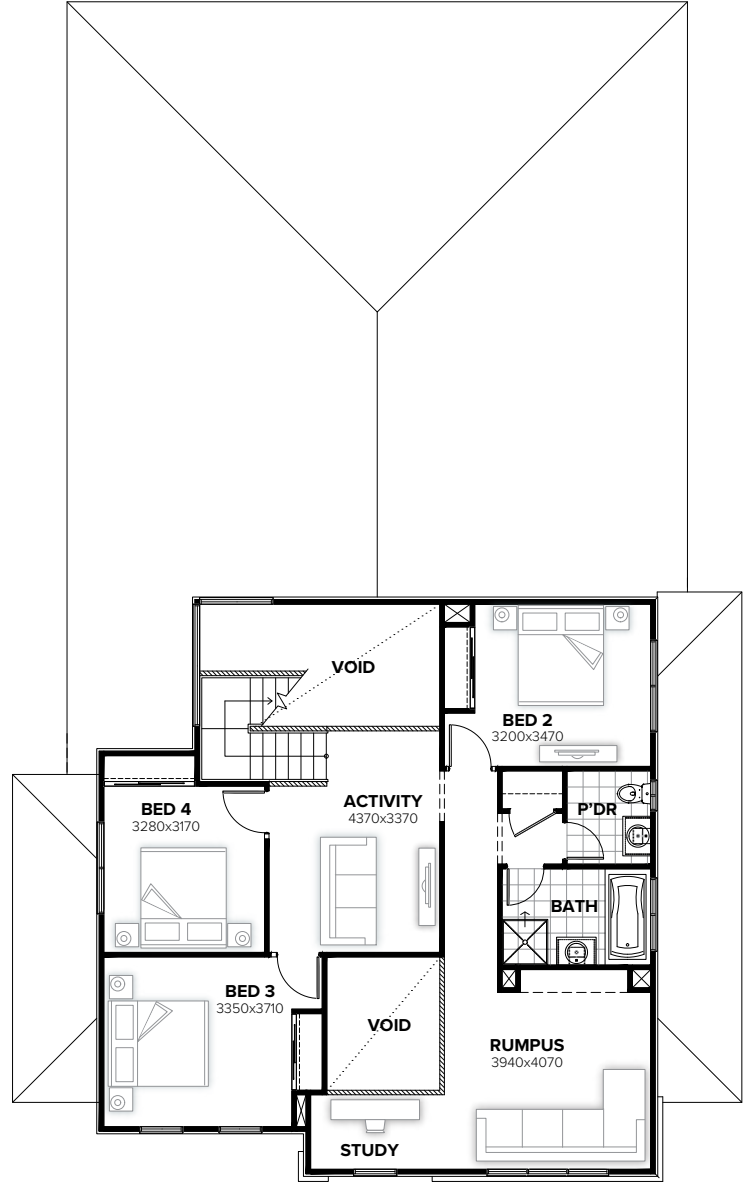 VOID
BED 2
3200x3470
BED 4
3280x3170
ACTIVITY
4370x3370
P'DR
BATH
BED 3
3350x3710
VOID
RUMPUS
3940x4070
STUDY